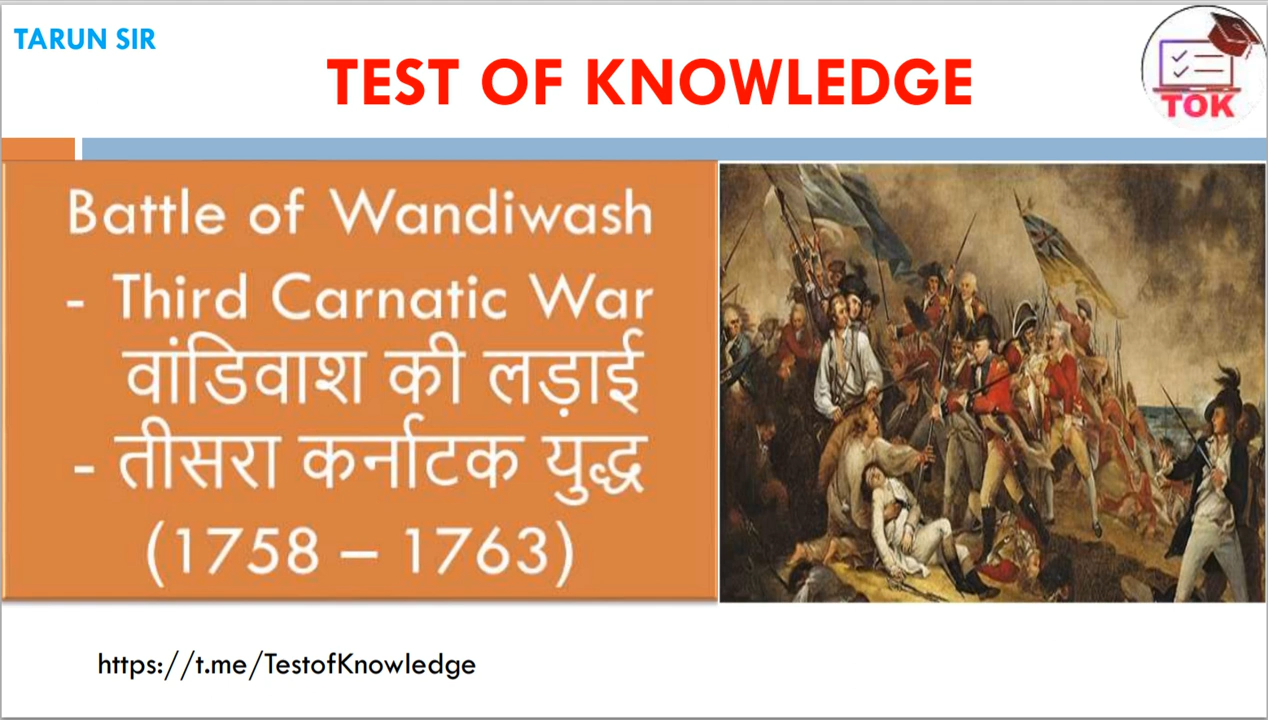 TARUN SIR
TEST OF KNOWLEDGE
TOK
Battle of Wandiwash
- Third Carnatic War
वांडिवाश की लड़ाई
- तीसरा कर्नाटक युद्ध
(1758 – 1763)
https://t.me/TestofKnowledge